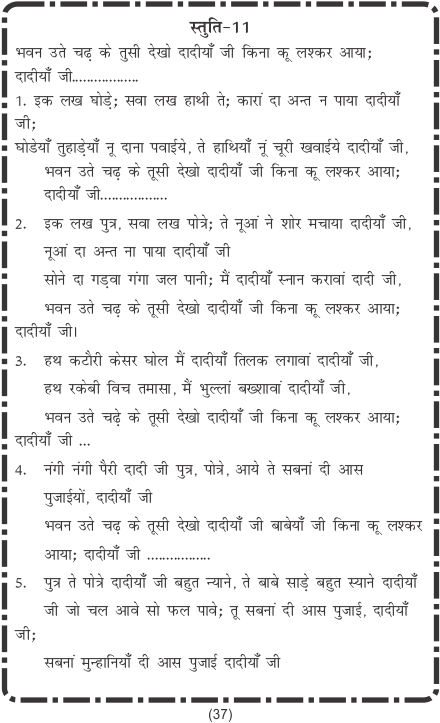 स्तुति-11
भवन उते चढ़ के तुसी देखो दादीयाँ जी किना कू लश्कर आया;
दादीयाँ जी..................
1. इक लख घोड़े; सवा लख हाथी ते; कारां दा अन्त न पाया दादीयाँ
जी;
घोडेयाँ तुहाड़ेयाँ नू दाना पवाईये, ते हाथियाँ नूं चूरी खवाईये दादीयाँ जी,
भवन उते चढ़ के तूसी देखो दादीयाँ जी किना कू लश्कर आया;
दादीयाँ जी..................
2. इक लख पुत्र, सवा लख पोत्रे; ते नूआं ने शोर मचाया दादीयाँ जी,
नूआं दा अन्त ना पाया दादीयाँ जी
सोने दा गड़वा गंगा जल पानी; मैं दादीयाँ स्नान करावां दादी जी,
भवन उते चढ़ के तूसी देखो दादीयाँ जी किना कू लश्कर आया;
दादीयाँ जी।
3. हथ कटौरी केसर घोल मैं दादीयाँ तिलक लगावां दादीयाँ जी,
हथ रकेबी विच तमासा, मैं भुल्लां बख्शावां दादीयाँ जी,
भवन उते चढ़े के तूसी देखो दादीयाँ जी किना कू लश्कर आया;
दादीयाँ जी ...
4. नंगी नंगी पैरी दादी जी पुत्र, पोत्रे, आये ते सबनां दी आस
पुजाईयों, दादीयाँ जी
भवन उते चढ़ के तूसी देखो दादीयाँ जी बाबेयाँ जी किना कू लश्कर
आया; दादीयाँ जी .................
5. पुत्र ते पोत्रे दादीयाँ जी बहुत न्याने, ते बाबे साड़े बहुत स्याने दादीयाँ
जी जो चल आवे सो फल पावे; तू सबनां दी आस पुजाई, दादीयाँ
जी;
सबनां मुन्हानियाँ दी आस पुजाई दादीयाँ जी
(37)